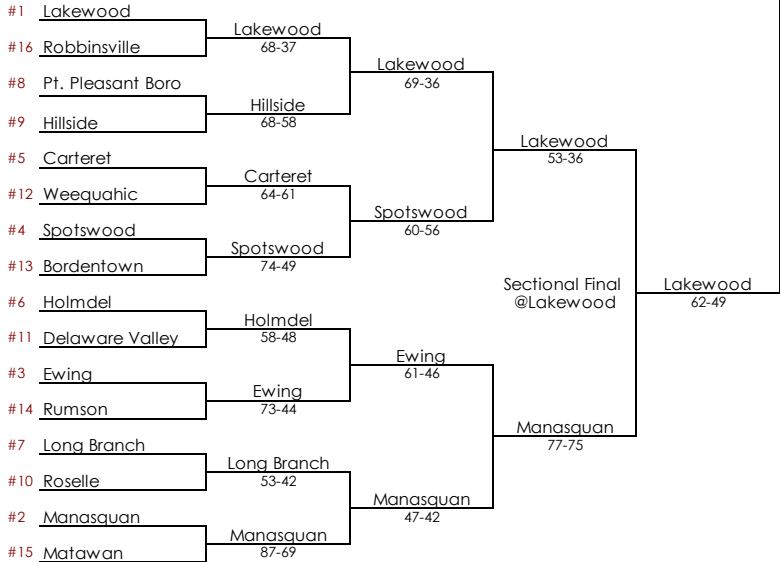 #1 Lakewood
#16 Robbinsville
#8 Pt. Pleasant Boro
#9 Hillside
#5 Carteret
#12 Weequahic
#4 Spotswood
#13 Bordentown
#6 Holmdel
#11 Delaware Valley
#3 Ewing
#14 Rumson
#7 Long Branch
#10 Roselle
#2 Manasquan
#15 Matawan
Lakewood
68-37
Hillside
68-58
Carteret
64-61
Spotswood
74-49
Holmdel
58-48
Ewing
73-44
Long Branch
53-42
Manasquan
87-69
Lakewood
69-36
Spotswood
60-56
Ewing
61-46
Manasquan
47-42
Lakewood
53-36
Sectional Final
@Lakewood
Manasquan
77-75
Lakewood
62-49